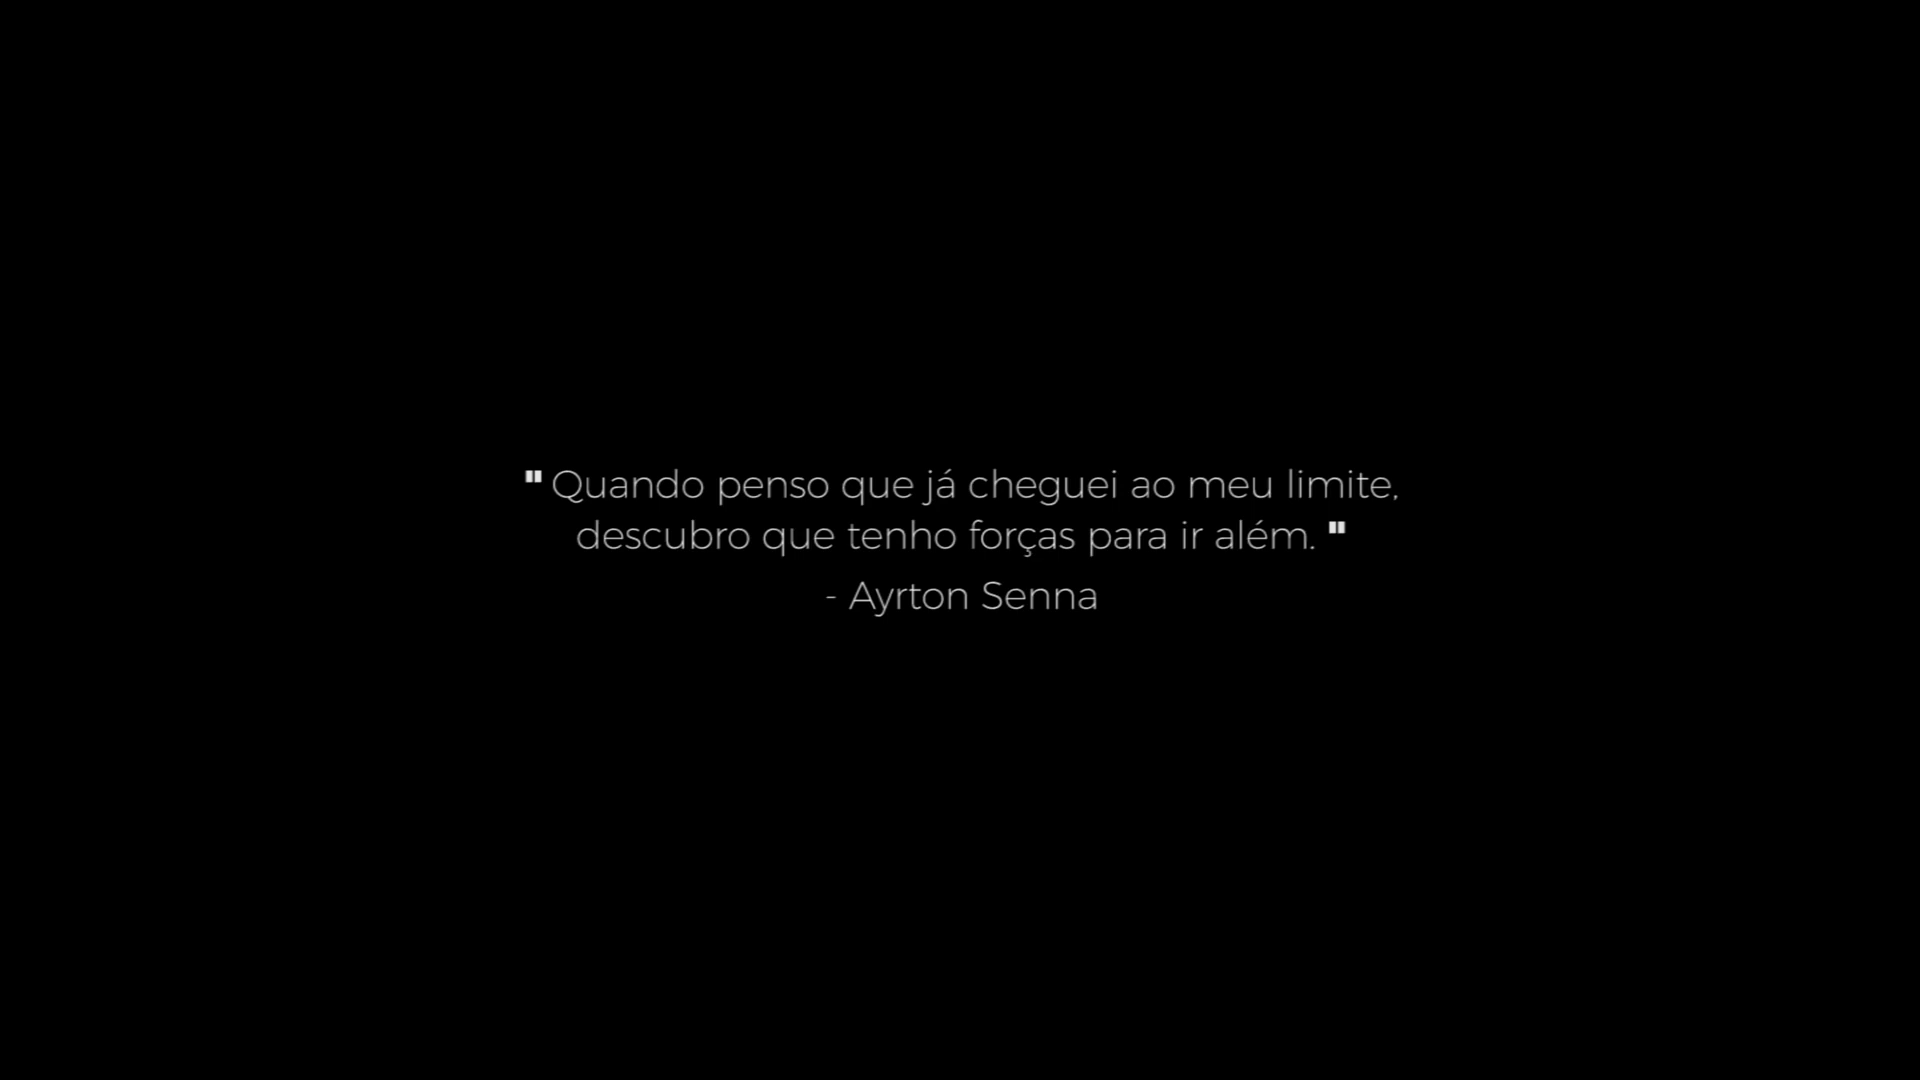 " Quando penso que já cheguei ao meu limite,
descubro que tenho forças para ir além. "
- Ayrton Senna